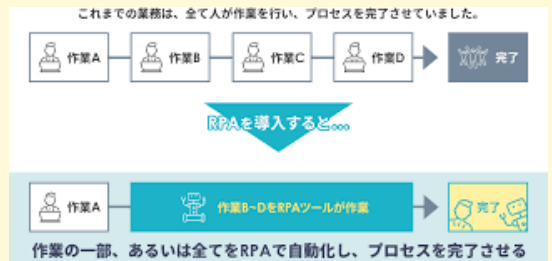 これまでの業務は、全て人が作業を行い、プロセスを完了させていました。
作業A 作業B 作業C 作業D 完了
RPAを導入すると...
作業A 作業B~DをRPAツールが作業 完了
作業の一部、あるいは全てをRPAで自動化し、プロセスを完了させる